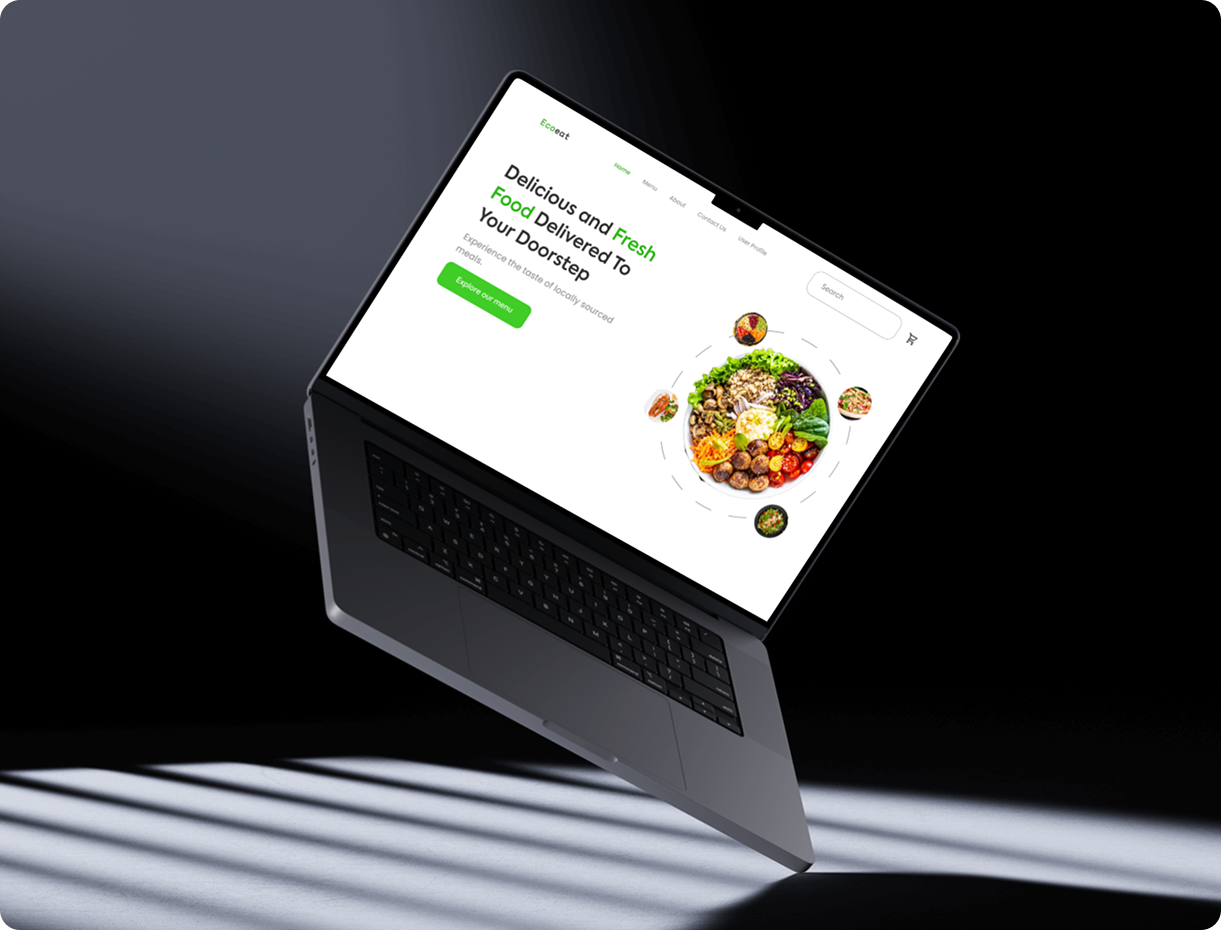 Ecoeat
Home Menu About Contact Us User Profile
Search
Delicious and Fresh
Food Delivered To
Your Doorstep
Experience the taste of locally sourced
meals.
Explore our menu